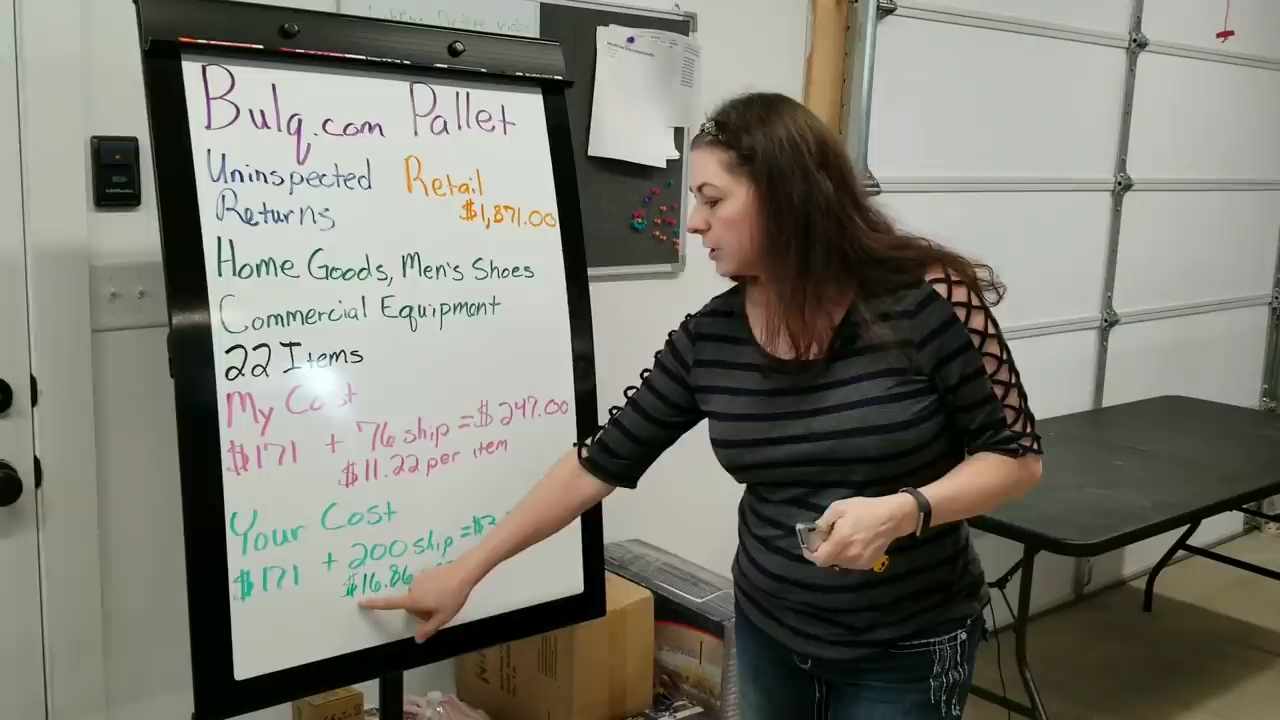 Bulq.com Pallet
Uninspected Retail
Returns $1,871.00
Home Goods, Men's Shoes
Commercial Equipment
22 Items
My Cost
$171 + 76 ship = $247.00
$11.22 per item
Your Cost
$171 + 200 ship = $3
$16.86